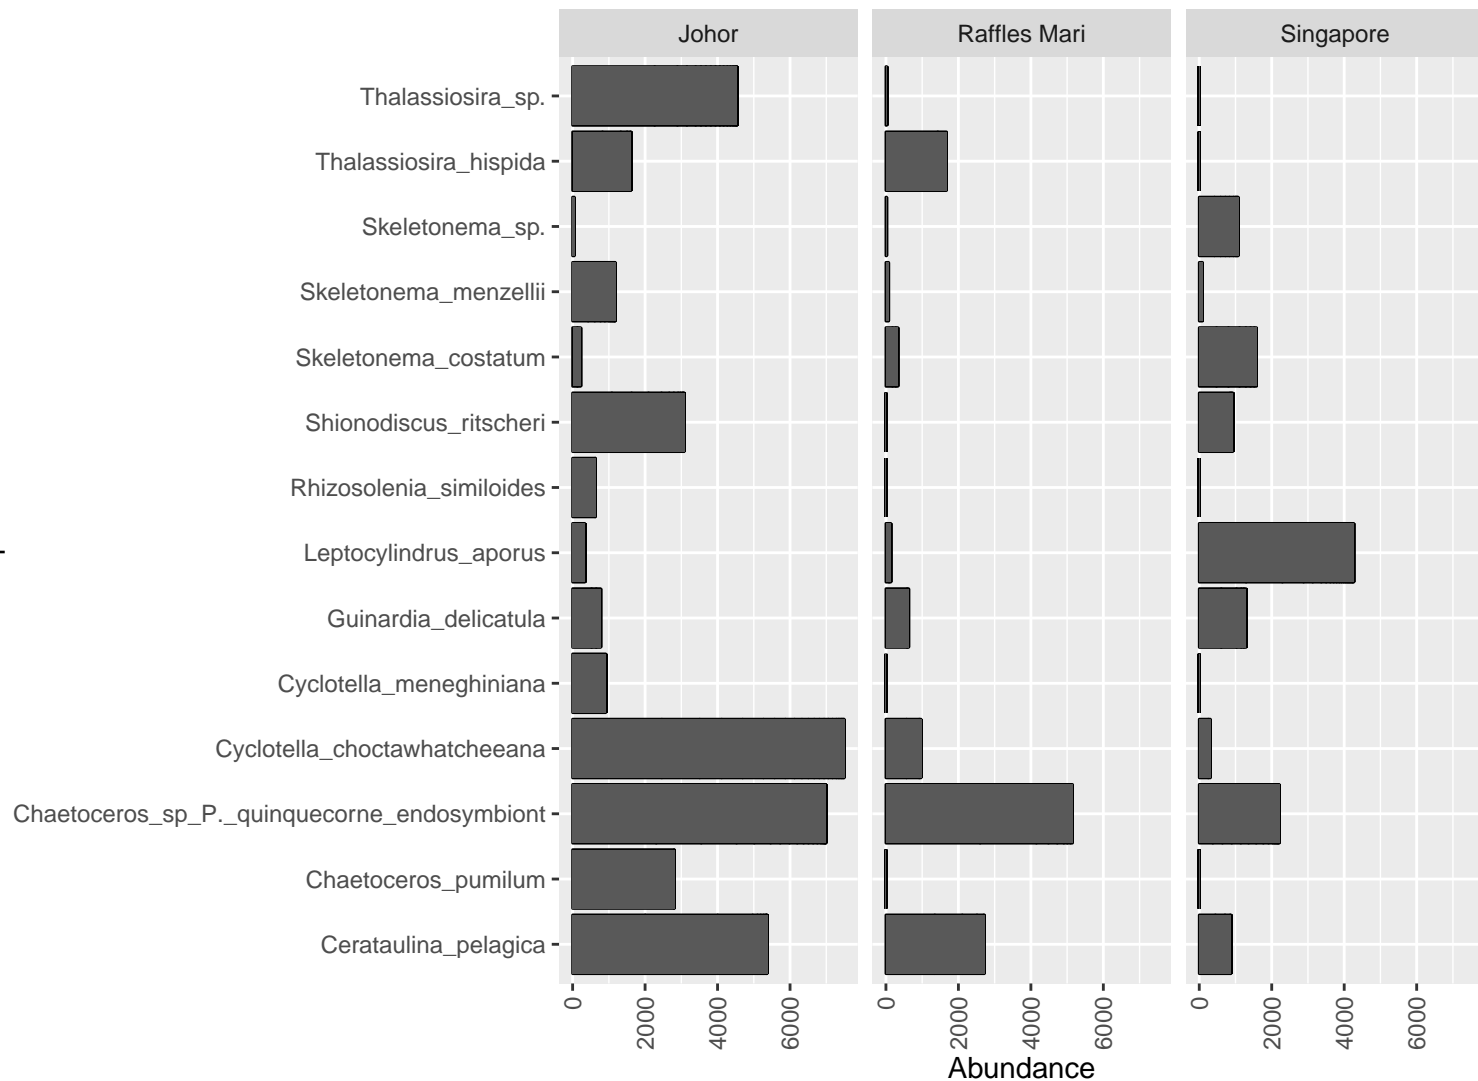 Johor
Raffles Mari
Singapore
Thalassiosira_sp.
Thalassiosira_hispida
Skeletonema_sp.
Skeletonema_menzellii
Skeletonema_costatum
Shionodiscus_ritscheri
Rhizosolenia_similoides
Leptocylindrus_aporus
Guinardia_delicatula
Cyclotella_meneghiniana
Cyclotella_choctawhatcheeana
Chaetoceros_sp_P._quinquecorne_endosymbiont
Chaetoceros_pumilum
Cerataulina_pelagica
0
2000
4000
6000
0
2000
4000
6000
0
2000
4000
6000
Abundance